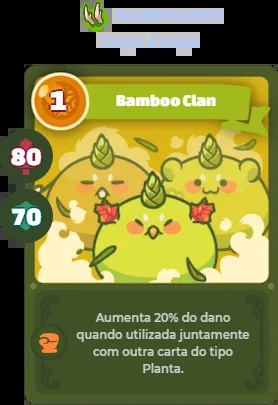 1
Bamboo Clan
80
70
Aumenta 20% do dano
quando utilizada juntamente
com outra carta do tipo
Planta.